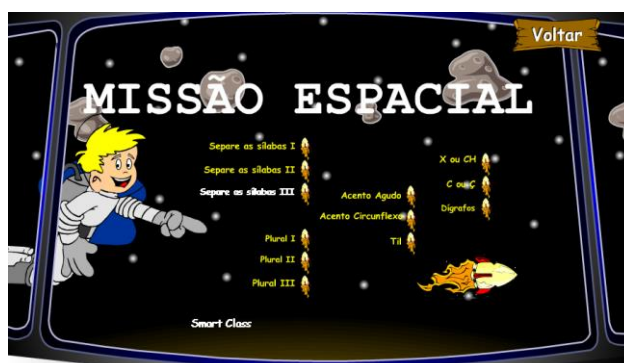 Voltar
MISSÃO ESPACIAL
Separe as sílabas I
Separe as sílabas II
Separe as sílabas III
Plural I
Plural II
Plural III
Acento Agudo
Acento Circunflexo
Til
X ou CH
C ou Ç
Dígrafos
Smart Class